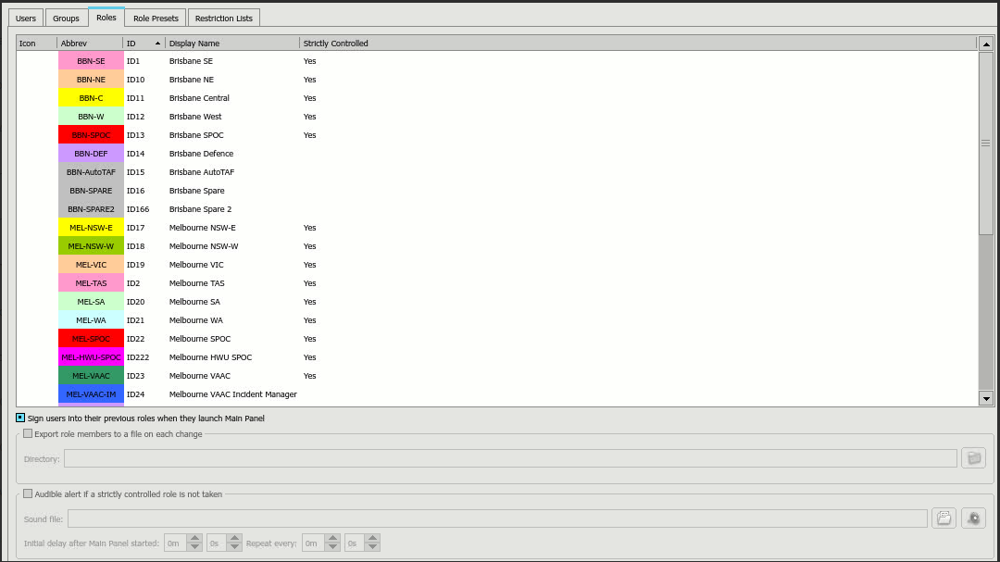 Users Groups Roles Role Presets Restriction Lists
Icon Abbrev ID Display Name Strictly Controlled
BBN-SE ID1 Brisbane SE Yes
BBN-NE ID10 Brisbane NE Yes
BBN-C ID11 Brisbane Central Yes
BBN-W ID12 Brisbane West Yes
BBN-SPOC ID13 Brisbane SPOC Yes
BBN-DEF ID14 Brisbane Defence
BBN-AutoTAF ID15 Brisbane AutoTAF
BBN-SPARE ID16 Brisbane Spare
BBN-SPARE2 ID166 Brisbane Spare 2
MEL-NSW-E ID17 Melbourne NSW-E Yes
MEL-NSW-W ID18 Melbourne NSW-W Yes
MEL-VIC ID19 Melbourne VIC Yes
MEL-TAS ID2 Melbourne TAS Yes
MEL-SA ID20 Melbourne SA Yes
MEL-WA ID21 Melbourne WA Yes
MEL-SPOC ID22 Melbourne SPOC Yes
MEL-HWU-SPOC ID222 Melbourne HWU SPOC Yes
MEL-VAAC ID23 Melbourne VAAC Yes
MEL-VAAC-IM ID24 Melbourne VAAC Incident Manager
Sign users into their previous roles when they launch Main Panel
Export role members to a file on each change
Directory:
Audible alert if a strictly controlled role is not taken
Sound file:
Initial delay after Main Panel started: 0m 0s Repeat every: 0m 0s